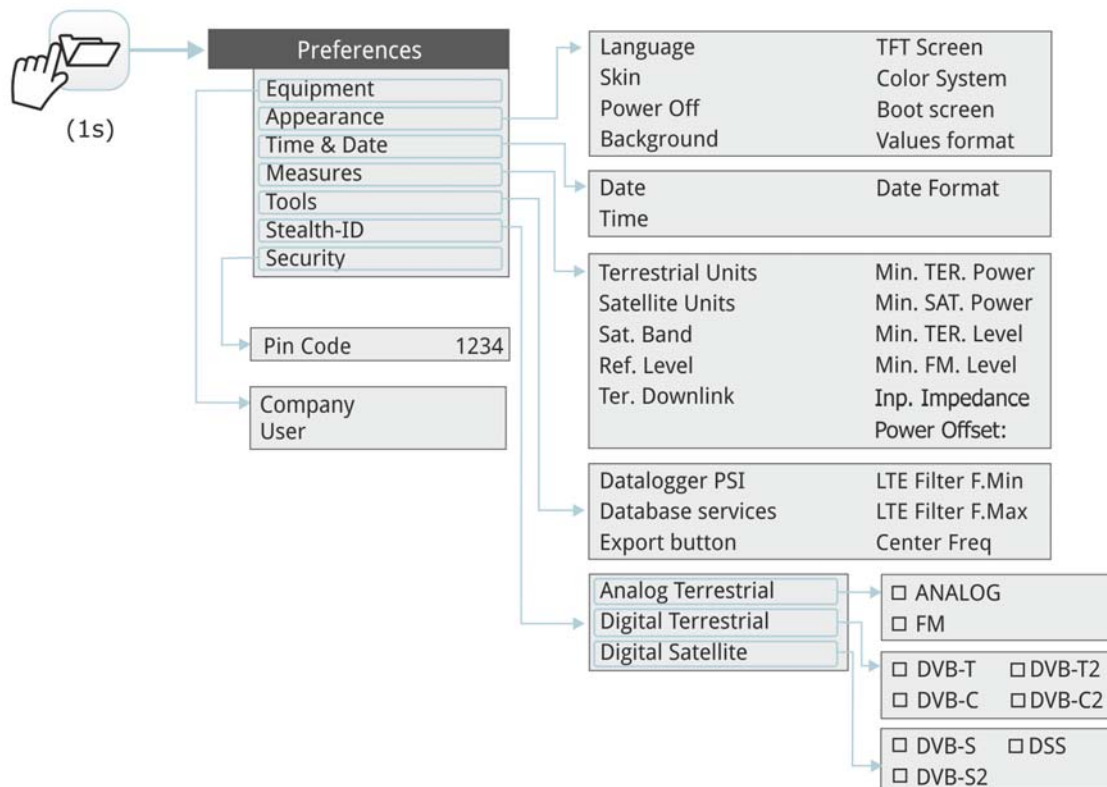 (1s)
Preferences
Equipment
Appearance
Time & Date
Measures
Tools
Stealth-ID
Security
Pin Code 1234
Company
User
Language TFT Screen
Skin Color System
Power Off Boot screen
Background Values format
Date Date Format
Time
Terrestrial Units Min. TER. Power
Satellite Units Min. SAT. Power
Sat. Band Min. TER. Level
Ref. Level Min. FM. Level
Ter. Downlink Inp. Impedance
Power Offset:
Datalogger PSI LTE Filter F.Min
Database services LTE Filter F.Max
Export button Center Freq
Analog Terrestrial
Digital Terrestrial
Digital Satellite
ANALOG
FM
DVB-T DVB-T2
DVB-C DVB-C2
DVB-S DSS
DVB-S2